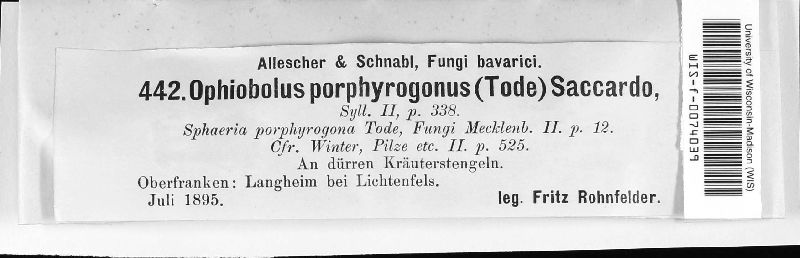 Allescher & Schnabl, Fungi bavarici.
442. Ophiobolus porphyrogonus (Tode) Saccardo,
Syll. II, p. 338.
Sphaeria porphyrogona Tode, Fungi Mecklenb. II. p. 12.
Cfr. Winter, Pilze etc. II. p. 525.
An dürren Kräuterstengeln.
Oberfranken: Langheim bei Lichtenfels.
Juli 1895. leg. Fritz Rohnfelder.
University of Wisconsin-Madison (WIS)
WIS-F-0074039